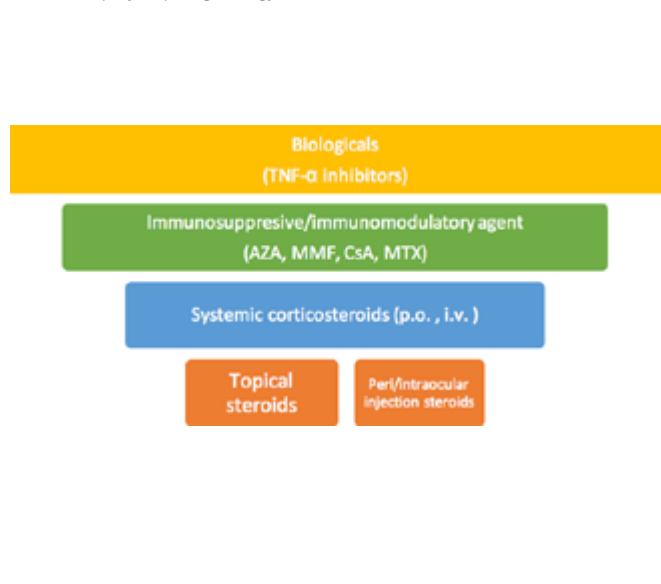 Biologicals
(TNF-α inhibitors)
Immunosuppresive/immunomodulatory agent
(AZA, MMF, CsA, MTX)
Systemic corticosteroids (p.o. , i.v. )
Topical
steroids
Peri/intraocular
injection steroids